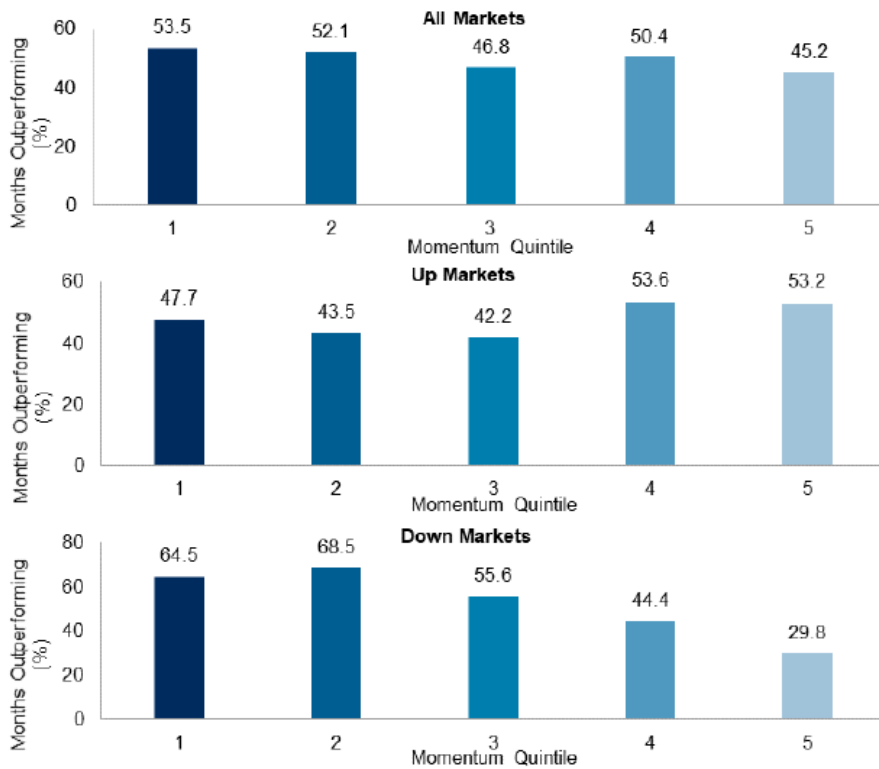 All Markets
Months Outperforming
(%)
60
40
20
0
53.5 52.1 46.8 50.4 45.2
1 2 3 4 5
Momentum Quintile
Up Markets
Months Outperforming
(%)
60
40
20
0
47.7 43.5 42.2 53.6 53.2
1 2 3 4 5
Momentum Quintile
Down Markets
Months Outperforming
(%)
80
60
40
20
0
64.5 68.5 55.6 44.4 29.8
1 2 3 4 5
Momentum Quintile